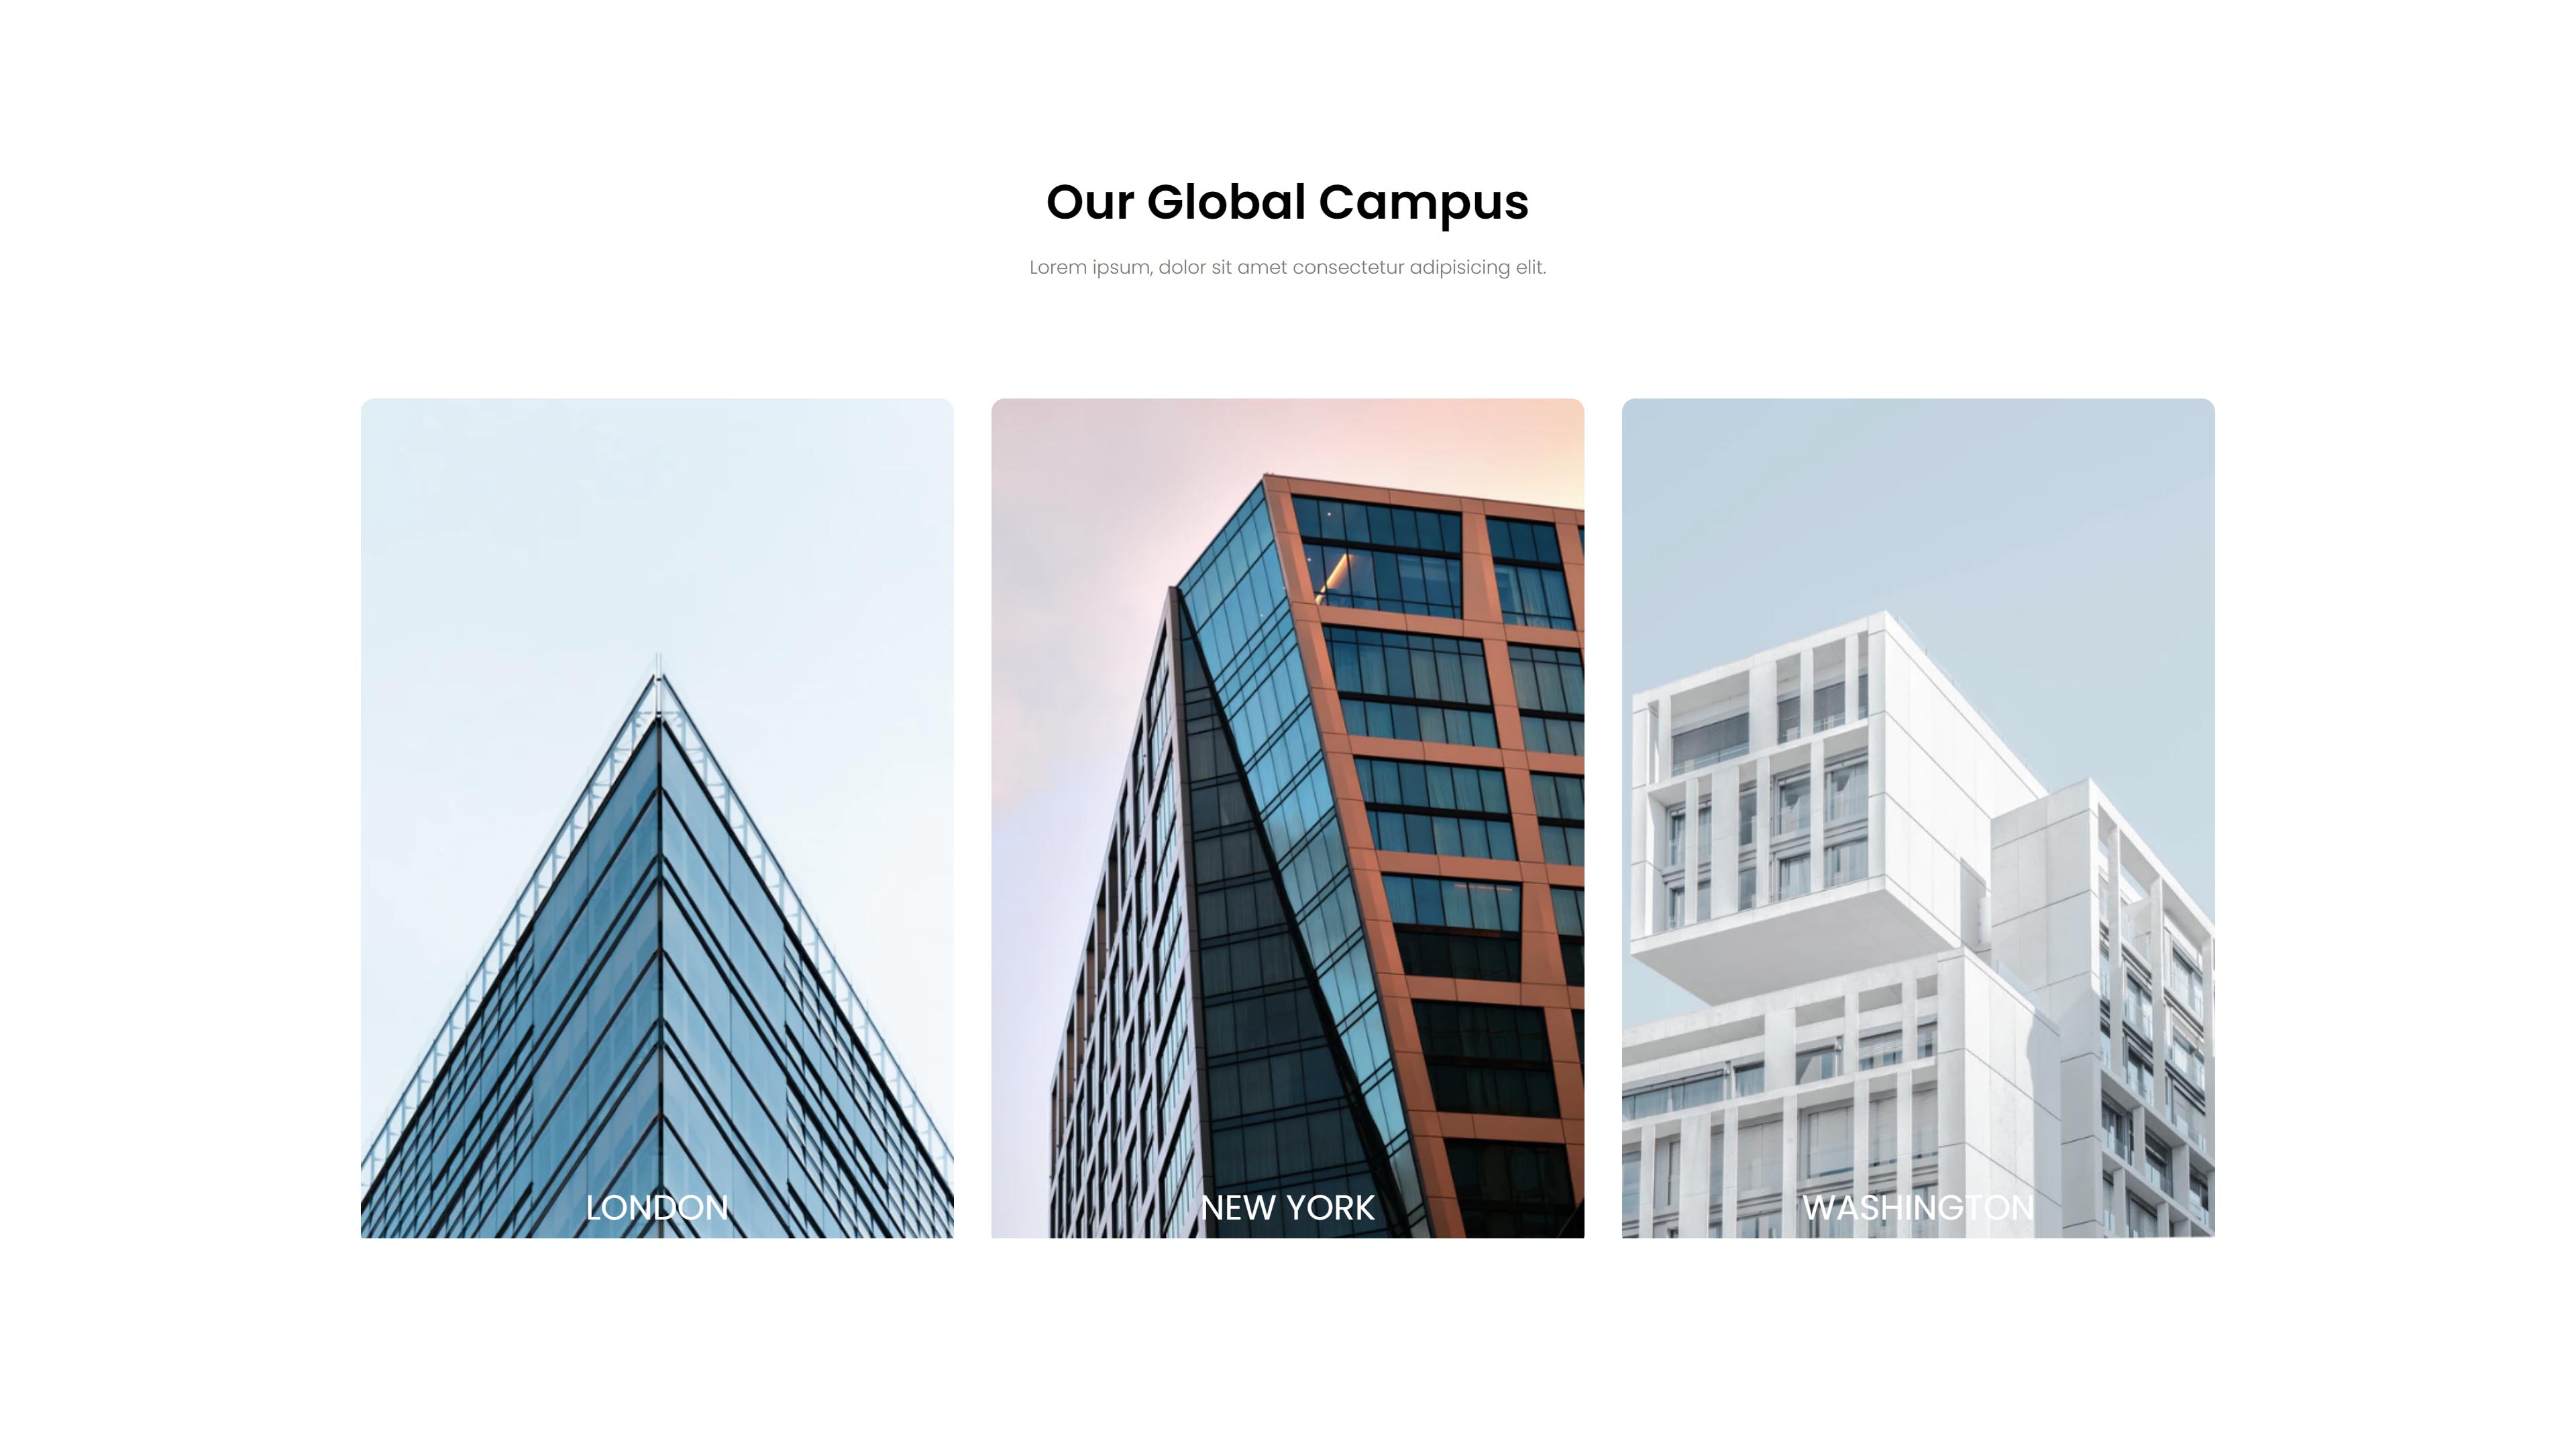 Our Global Campus
Lorem ipsum, dolor sit amet consectetur adipisicing elit.
LONDON
NEW YORK
WASHINGTON